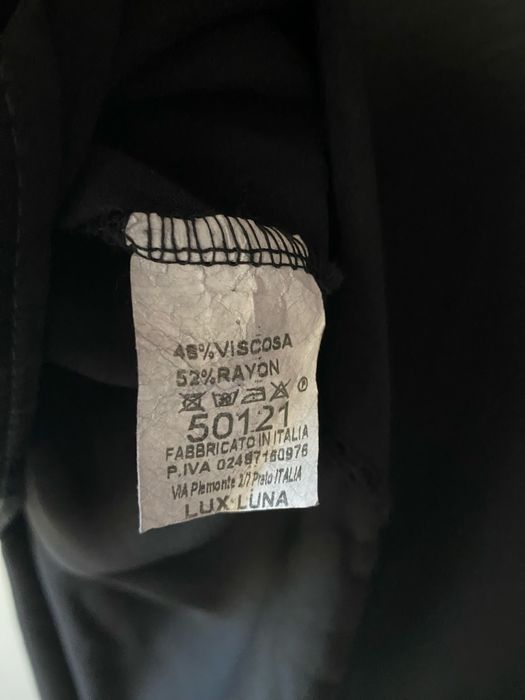 48% VISCOSA
52% RAYON
50121
FABBRICATO IN ITALIA
P.IVA 02497160976
VIA Piemonte 2/7 Prato ITALIA
LUX LUNA